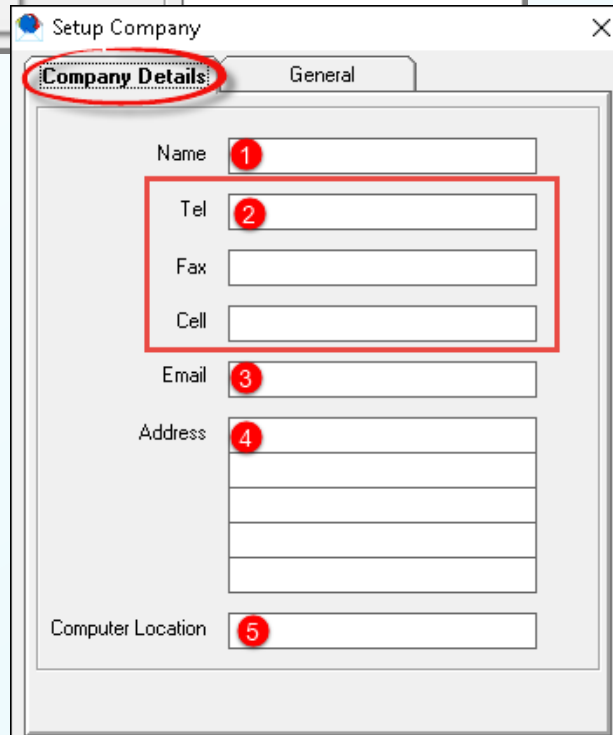 Setup Company
Company Details General
Name 1
Tel 2
Fax
Cell
Email 3
Address 4
Computer Location 5